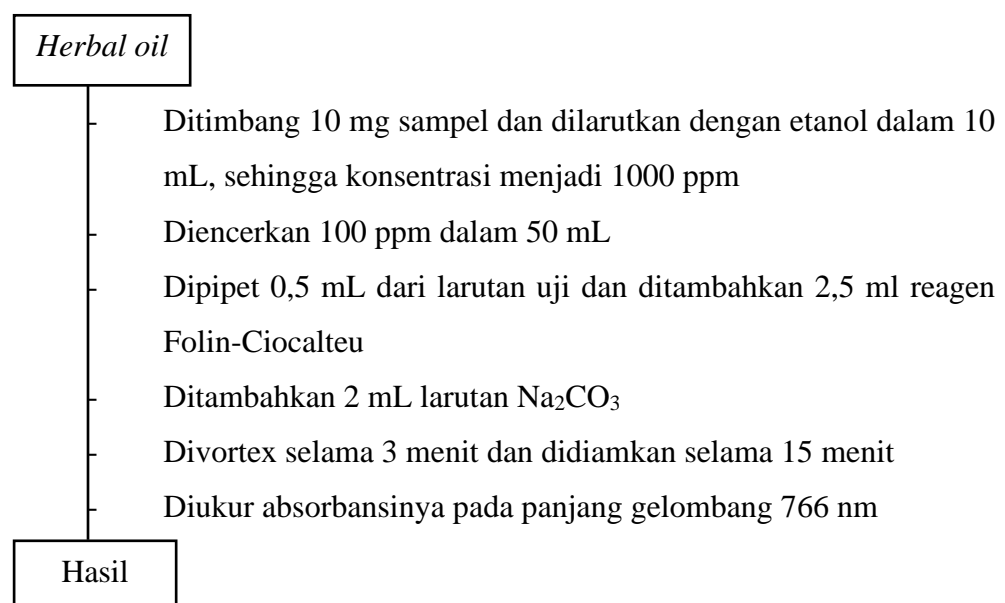 Herbal oil
- Ditimbang 10 mg sampel dan dilarutkan dengan etanol dalam 10
mL, sehingga konsentrasi menjadi 1000 ppm
- Diencerkan 100 ppm dalam 50 mL
- Dipipet 0,5 mL dari larutan uji dan ditambahkan 2,5 ml reagen
Folin-Ciocalteu
- Ditambahkan 2 mL larutan Na₂CO₃
- Divortex selama 3 menit dan didiamkan selama 15 menit
- Diukur absorbansinya pada panjang gelombang 766 nm
Hasil